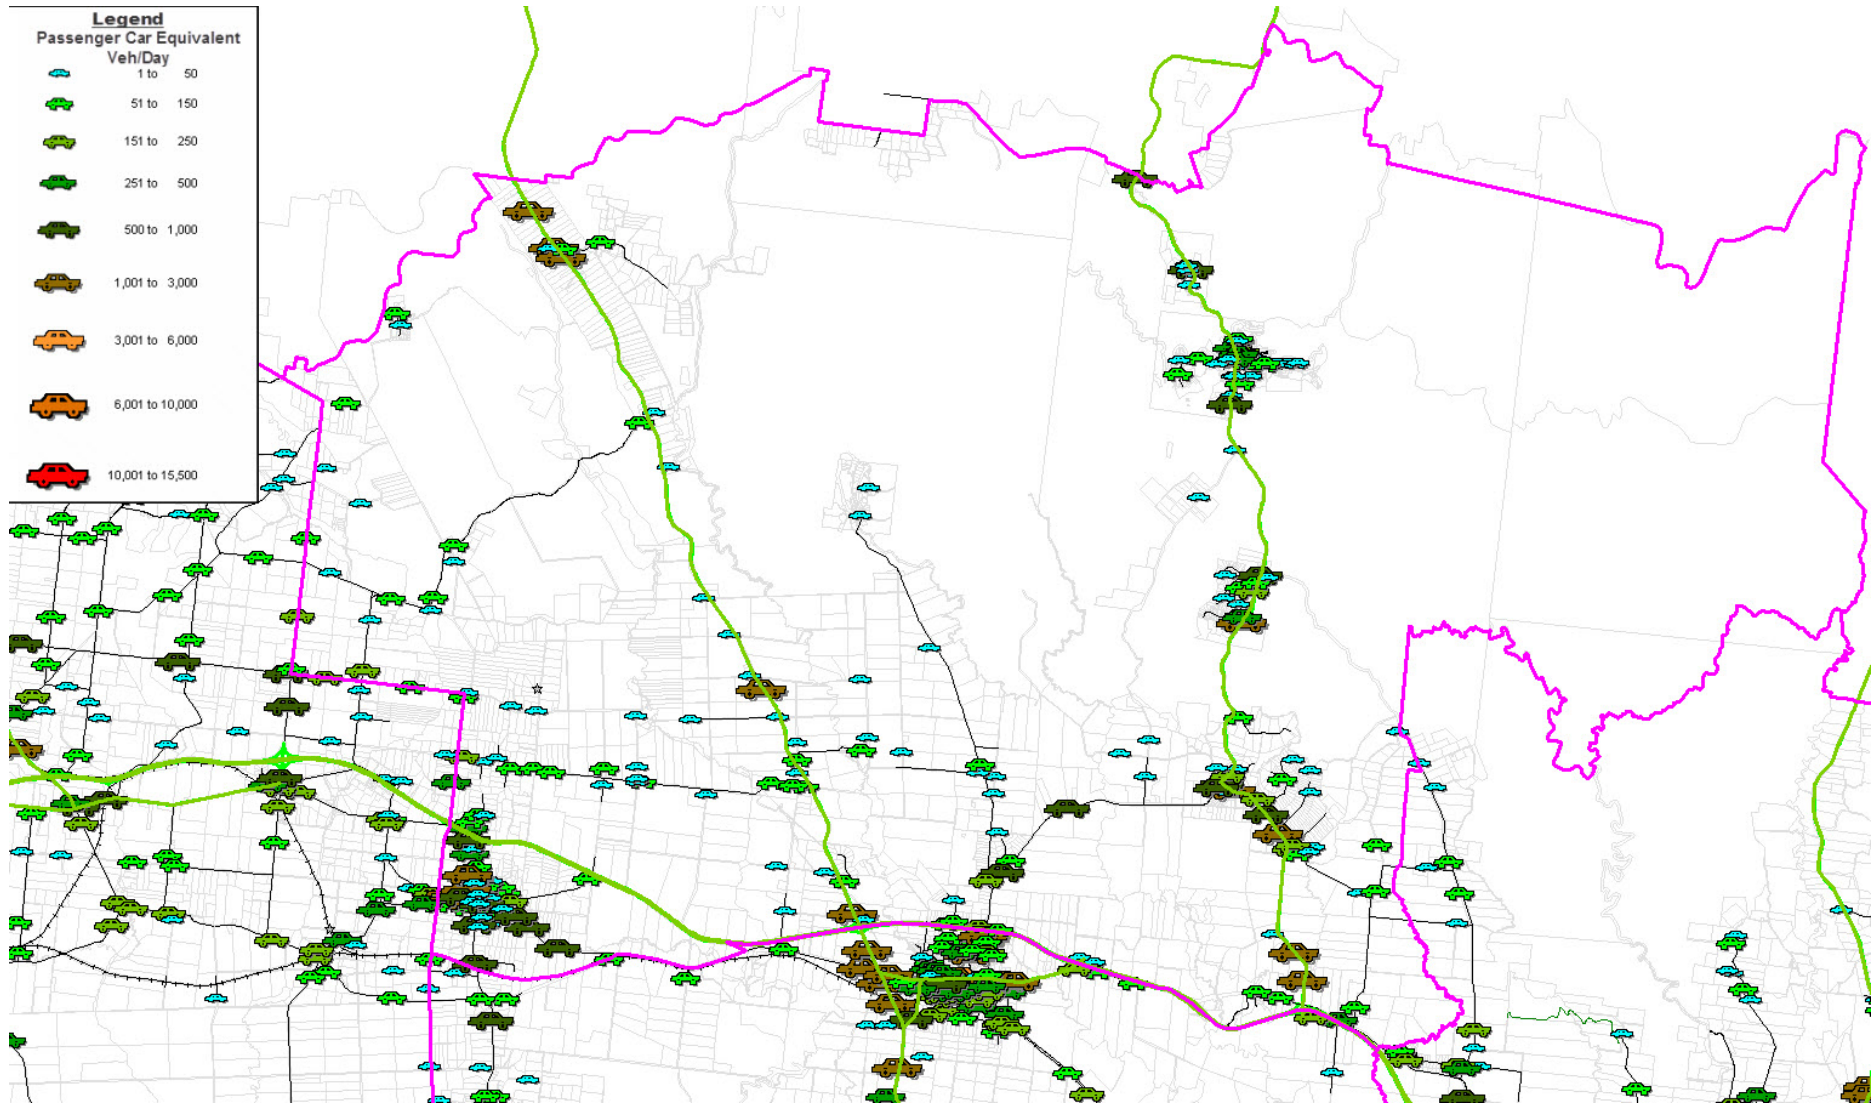 Legend
Passenger Car Equivalent
Veh/Day
1 to 50
51 to 150
151 to 250
251 to 500
500 to 1,000
1,001 to 3,000
3,001 to 6,000
6,001 to 10,000
10,001 to 15,500